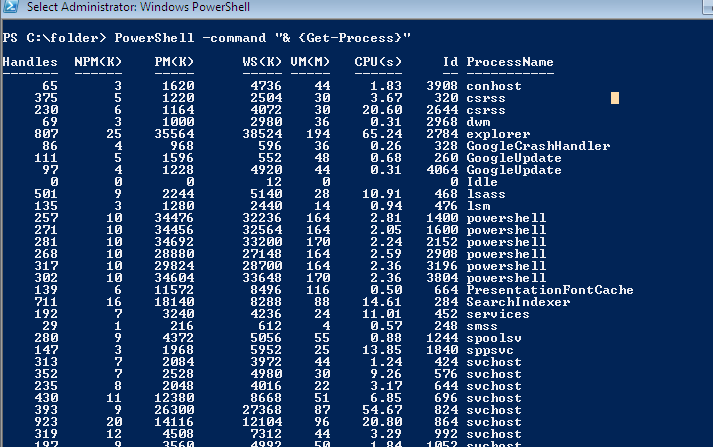 Select Administrator: Windows PowerShell
PS C:\folder> PowerShell -command "& {Get-Process}"
Handles NPM(K) PM(K) WS(K) VM(M) CPU(s) Id ProcessName
------- ------ ----- ----- ----- ------ -- -----------
65 3 1620 4736 44 1.83 3908 conhost
375 5 1220 2504 30 3.67 320 csrss
230 6 1164 4072 30 20.60 2644 csrss
69 3 1000 2980 36 0.31 2968 dwm
807 25 35564 38524 194 65.24 2784 explorer
86 4 968 596 36 0.26 328 GoogleCrashHandler
111 5 1596 552 48 0.68 260 GoogleUpdate
97 4 1228 4920 44 0.31 4064 GoogleUpdate
0 0 0 12 0 0 Idle
501 9 2244 5140 28 10.91 468 lsass
135 3 1280 2440 14 0.94 476 lsm
257 10 34476 32236 164 2.81 1400 powershell
271 10 34456 32564 164 2.05 1600 powershell
281 10 34692 33200 170 2.24 2152 powershell
268 10 28880 27148 164 2.59 2908 powershell
317 10 29824 28700 164 2.36 3196 powershell
302 10 34604 33648 170 2.36 3804 powershell
139 6 11572 8496 116 0.50 664 PresentationFontCache
711 16 18140 8288 88 14.61 284 SearchIndexer
192 7 3240 4236 24 11.01 452 services
29 1 216 612 4 0.57 248 smss
280 9 4372 5056 55 0.88 1244 spoolsv
147 3 1968 5952 25 13.85 1840 sppsvc
313 7 2084 3972 44 1.24 424 svchost
352 7 2528 4980 30 9.26 576 svchost
235 8 2048 4016 22 3.17 644 svchost
430 11 12380 8668 51 6.85 696 svchost
393 9 26300 27368 87 54.67 824 svchost
923 20 14116 12104 96 20.80 864 svchost
319 12 4508 7312 44 3.29 992 svchost
197 9 3560 4992 50 1.84 1052 svchost